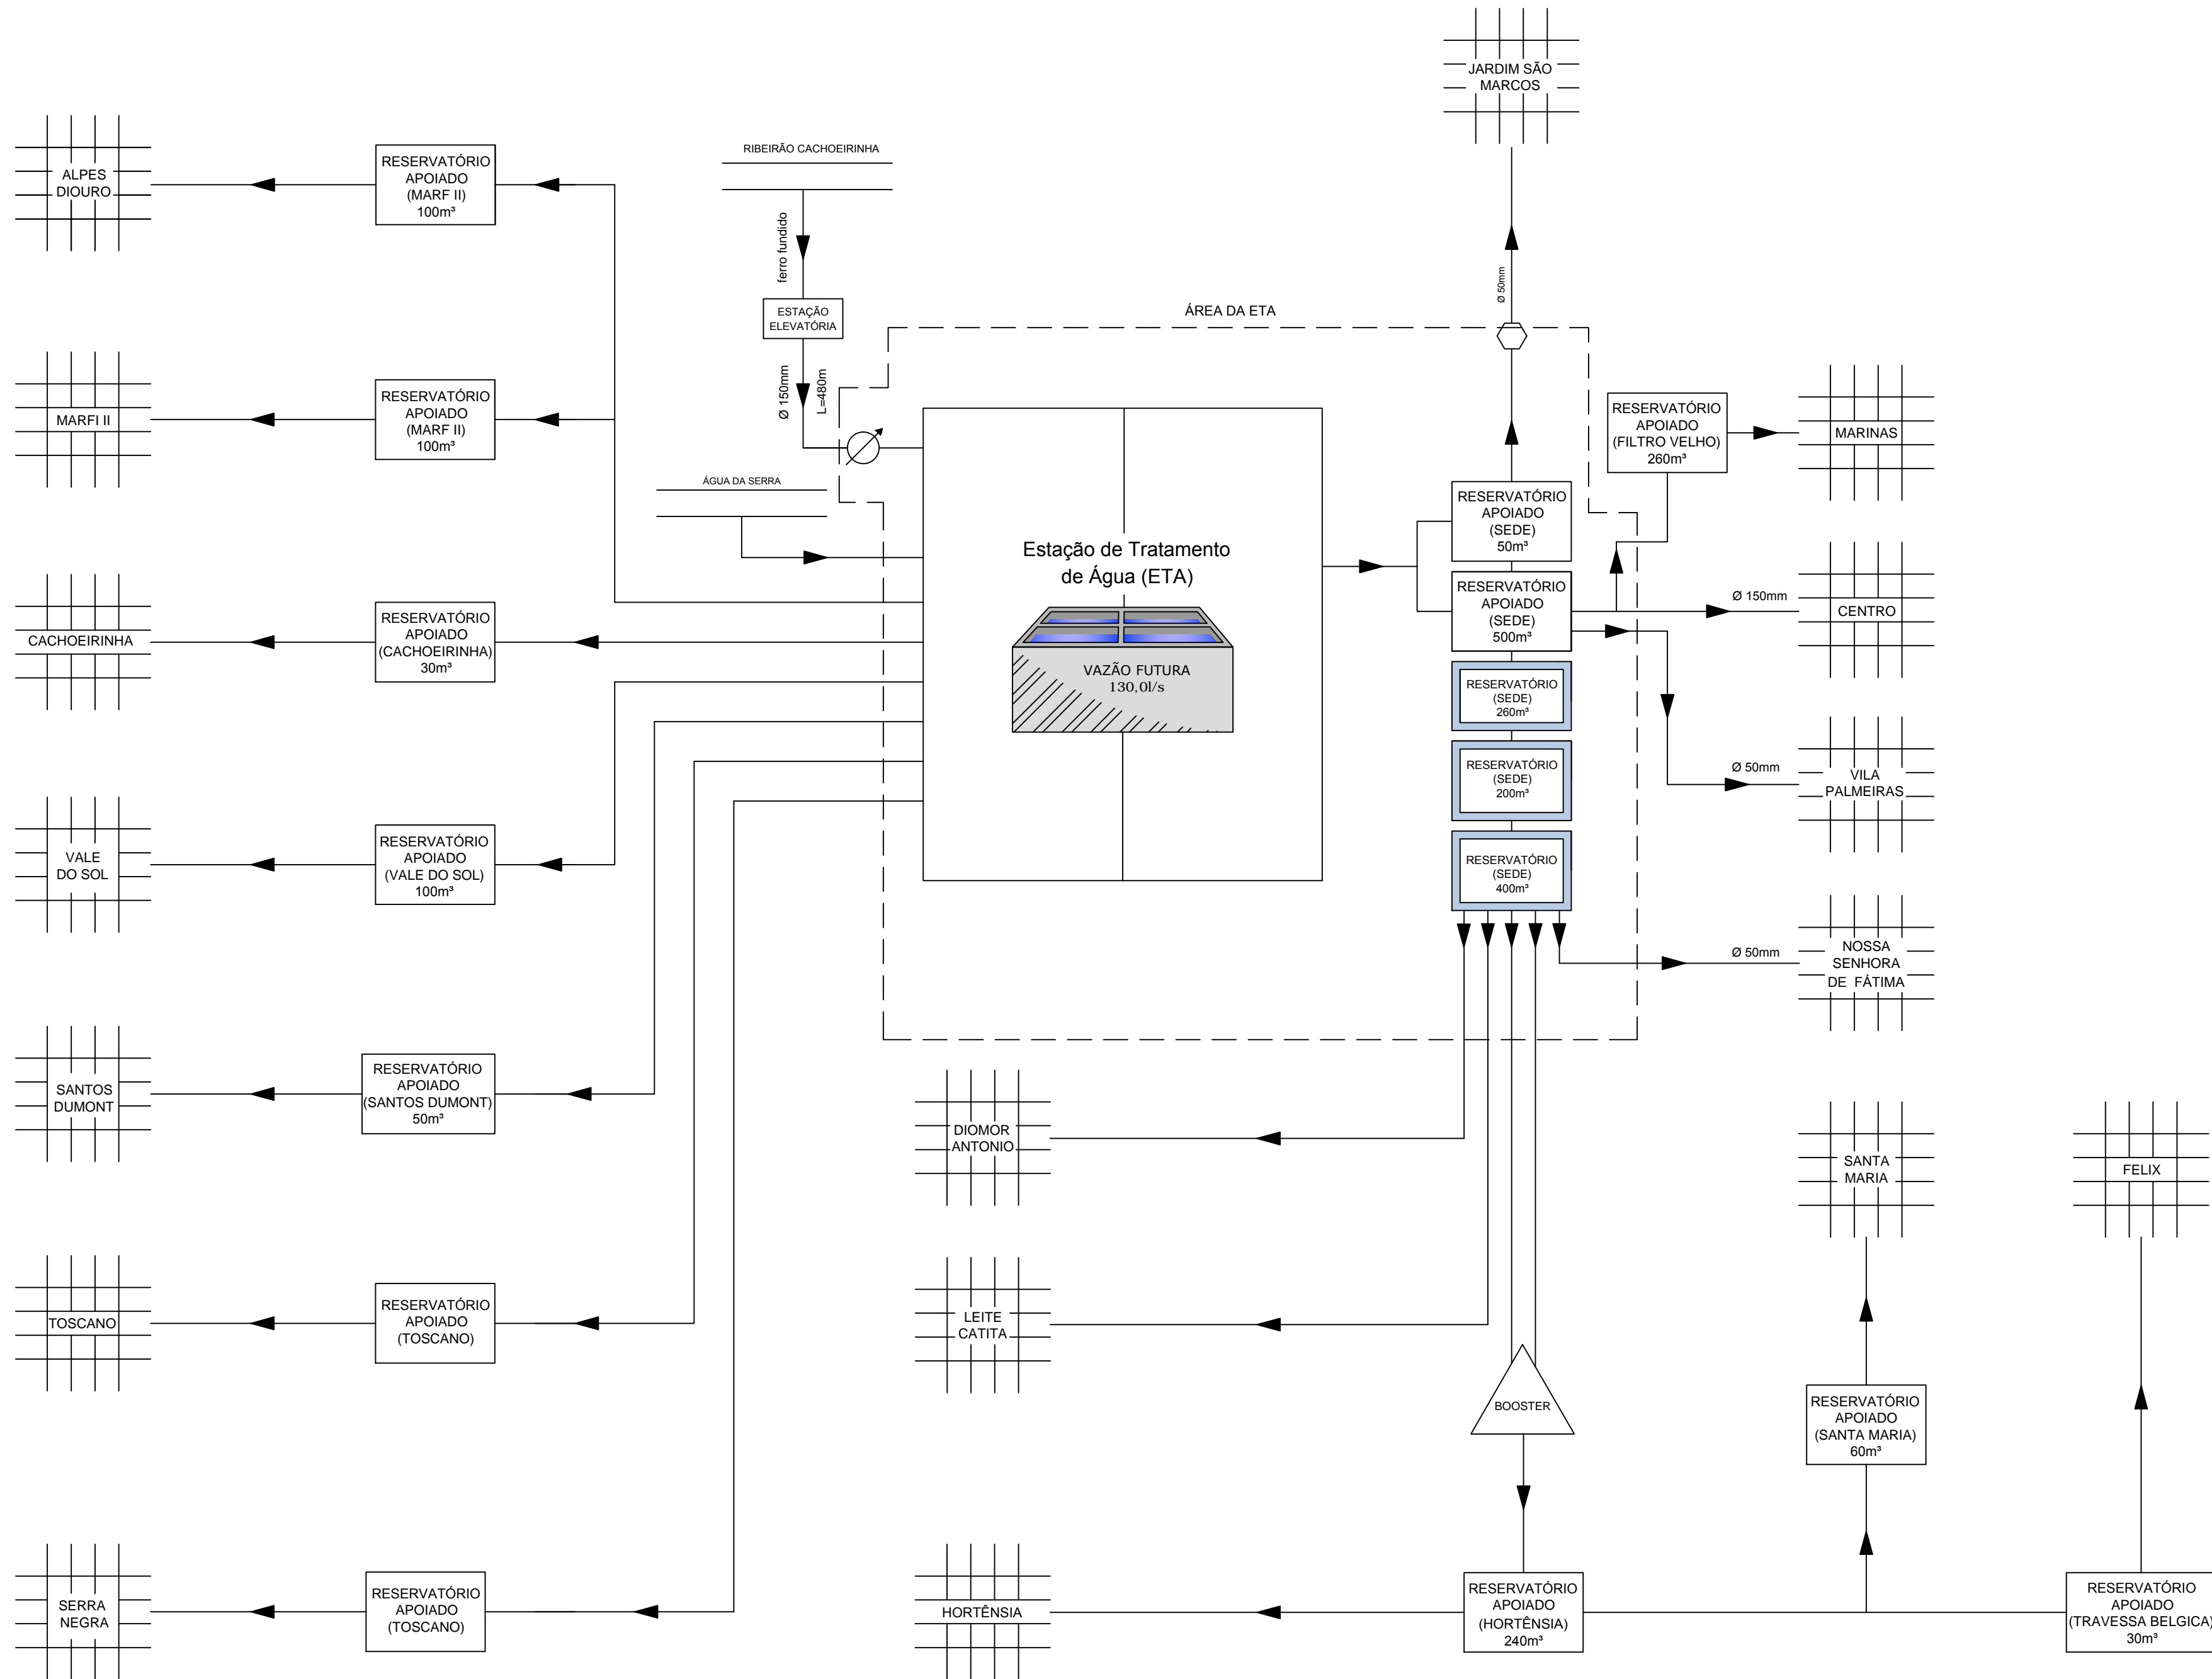 JARDIM SÃO
MARCOS
RIBEIRÃO CACHOEIRINHA
ALPES
DIOURO
RESERVATÓRIO
APOIADO
(MARF II)
100m³
ferro fundido
Ø 50mm
ESTAÇÃO
ELEVATÓRIA
ÁREA DA ETA
Ø 150mm
L=480m
MARFI II
RESERVATÓRIO
APOIADO
(MARF II)
100m³
RESERVATÓRIO
APOIADO
(FILTRO VELHO)
260m³
MARINAS
ÁGUA DA SERRA
RESERVATÓRIO
APOIADO
(SEDE)
50m³
Estação de Tratamento
de Água (ETA)
RESERVATÓRIO
APOIADO
(SEDE)
500m³
Ø 150mm
CENTRO
CACHOEIRINHA
RESERVATÓRIO
APOIADO
(CACHOEIRINHA)
30m³
VAZÃO FUTURA
130,0l/s
RESERVATÓRIO
(SEDE)
260m³
RESERVATÓRIO
(SEDE)
200m³
Ø 50mm
VILA
PALMEIRAS
VALE
DO SOL
RESERVATÓRIO
APOIADO
(VALE DO SOL)
100m³
RESERVATÓRIO
(SEDE)
400m³
Ø 50mm
NOSSA
SENHORA
DE FÁTIMA
SANTOS
DUMONT
RESERVATÓRIO
APOIADO
(SANTOS DUMONT)
50m³
DIOMOR
ANTONIO
SANTA
MARIA
FELIX
TOSCANO
RESERVATÓRIO
APOIADO
(TOSCANO)
LEITE
CATITA
BOOSTER
RESERVATÓRIO
APOIADO
(SANTA MARIA)
60m³
SERRA
NEGRA
RESERVATÓRIO
APOIADO
(TOSCANO)
HORTÊNSIA
RESERVATÓRIO
APOIADO
(HORTÊNSIA)
240m³
RESERVATÓRIO
APOIADO
(TRAVESSA BELGICA)
30m³